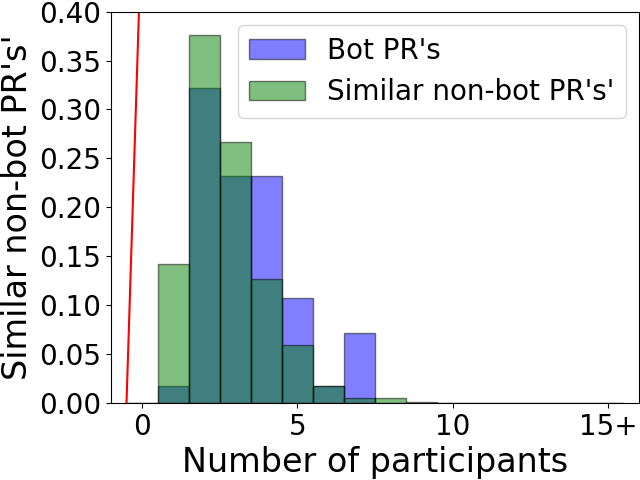 0.40
0.35
0.30
0.25
0.20
0.15
0.10
0.05
0.00
Similar non-bot PR's'
Bot PR's
Similar non-bot PR's'
0 5 10 15+
Number of participants